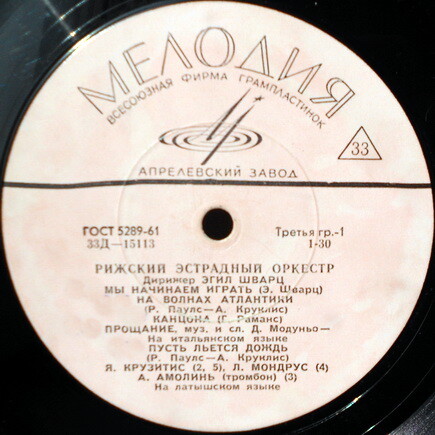 МЕЛОДИЯ
ВСЕСОЮЗНАЯ ФИРМА ГРАМПЛАСТИНОК
33
АПРЕЛЕВСКИЙ ЗАВОД
ГОСТ 5289-61 Третья гр.-1
33Д—15113 1-30
РИЖСКИЙ ЭСТРАДНЫЙ ОРКЕСТР
Дирижер ЭГИЛ ШВАРЦ
МЫ НАЧИНАЕМ ИГРАТЬ (Э. Шварц)
НА ВОЛНАХ АТЛАНТИКИ
(Р. Паулс—А. Круклис)
КАНЦОНА (Г. Раманс)
ПРОЩАНИЕ, муз. и сл. Д. Модуньо—
На итальянском языке
ПУСТЬ ЛЬЕТСЯ ДОЖДЬ
(Р. Паулс—А. Круклис)
Я. КРУЗИТИС (2, 5), Л. МОНДРУС (4)
А. АМОЛИНЬ (тромбон) (3)
На латышском языке